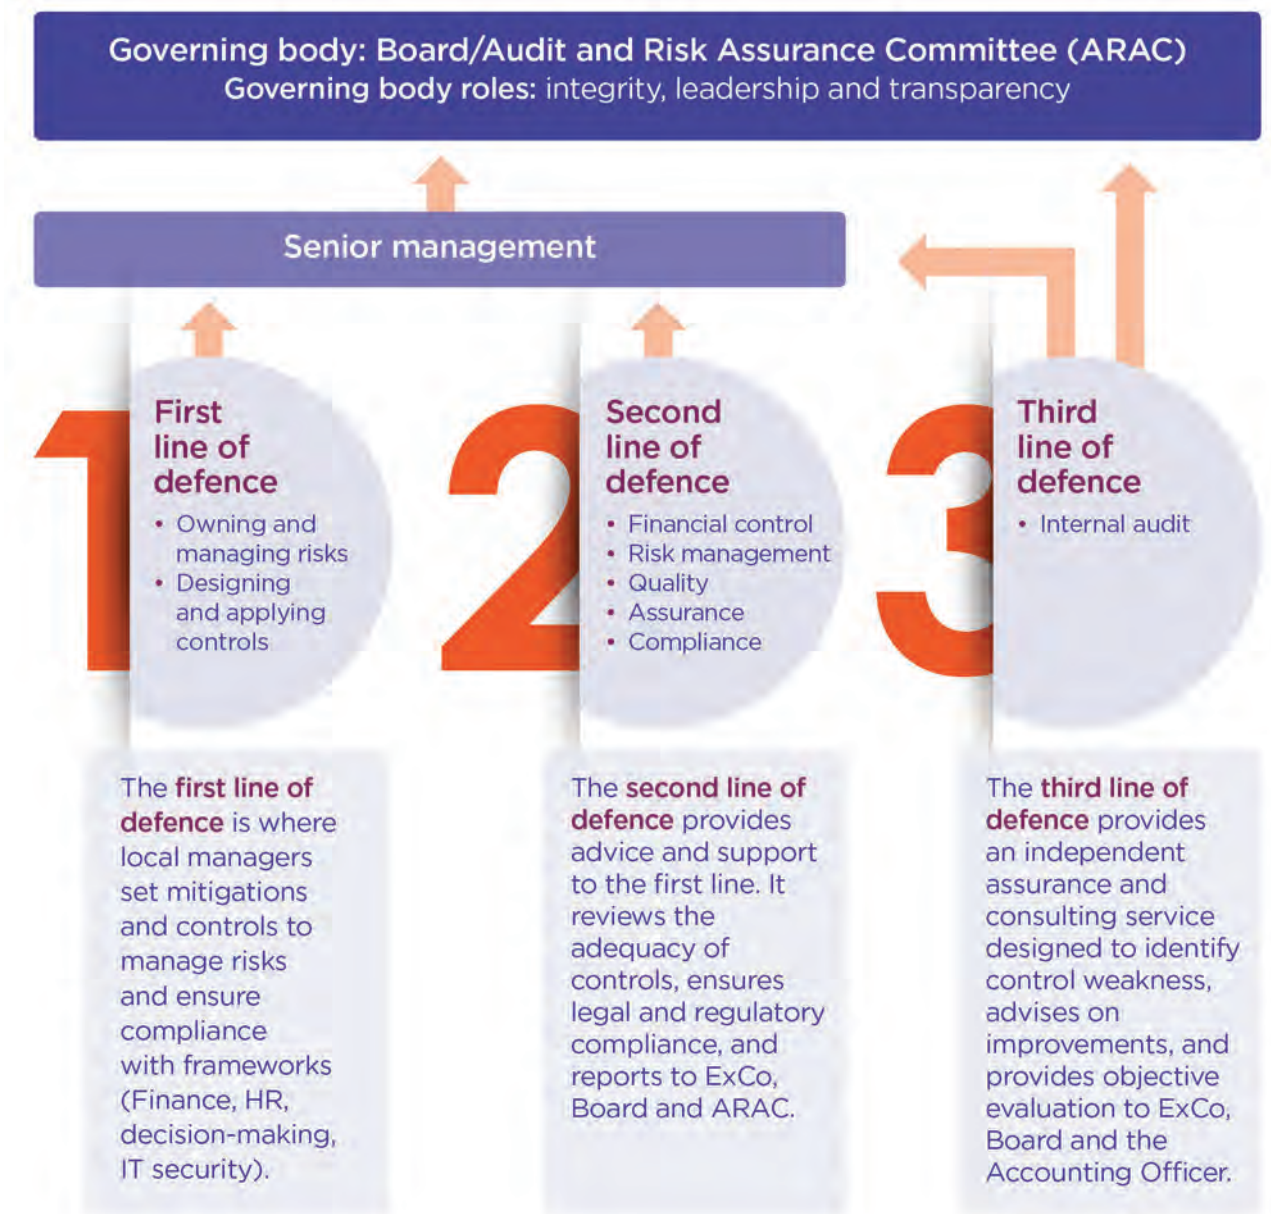 Governing body: Board/Audit and Risk Assurance Committee (ARAC)
Governing body roles: integrity, leadership and transparency
Senior management
1
First
line of
defence
• Owning and
managing risks
• Designing
and applying
controls
The first line of
defence is where
local managers
set mitigations
and controls to
manage risks
and ensure
compliance
with frameworks
(Finance, HR,
decision-making,
IT security).
2
Second
line of
defence
• Financial control
• Risk management
• Quality
• Assurance
• Compliance
The second line of
defence provides
advice and support
to the first line. It
reviews the
adequacy of
controls, ensures
legal and regulatory
compliance, and
reports to ExCo,
Board and ARAC.
3
Third
line of
defence
• Internal audit
The third line of
defence provides
an independent
assurance and
consulting service
designed to identify
control weakness,
advises on
improvements, and
provides objective
evaluation to ExCo,
Board and the
Accounting Officer.